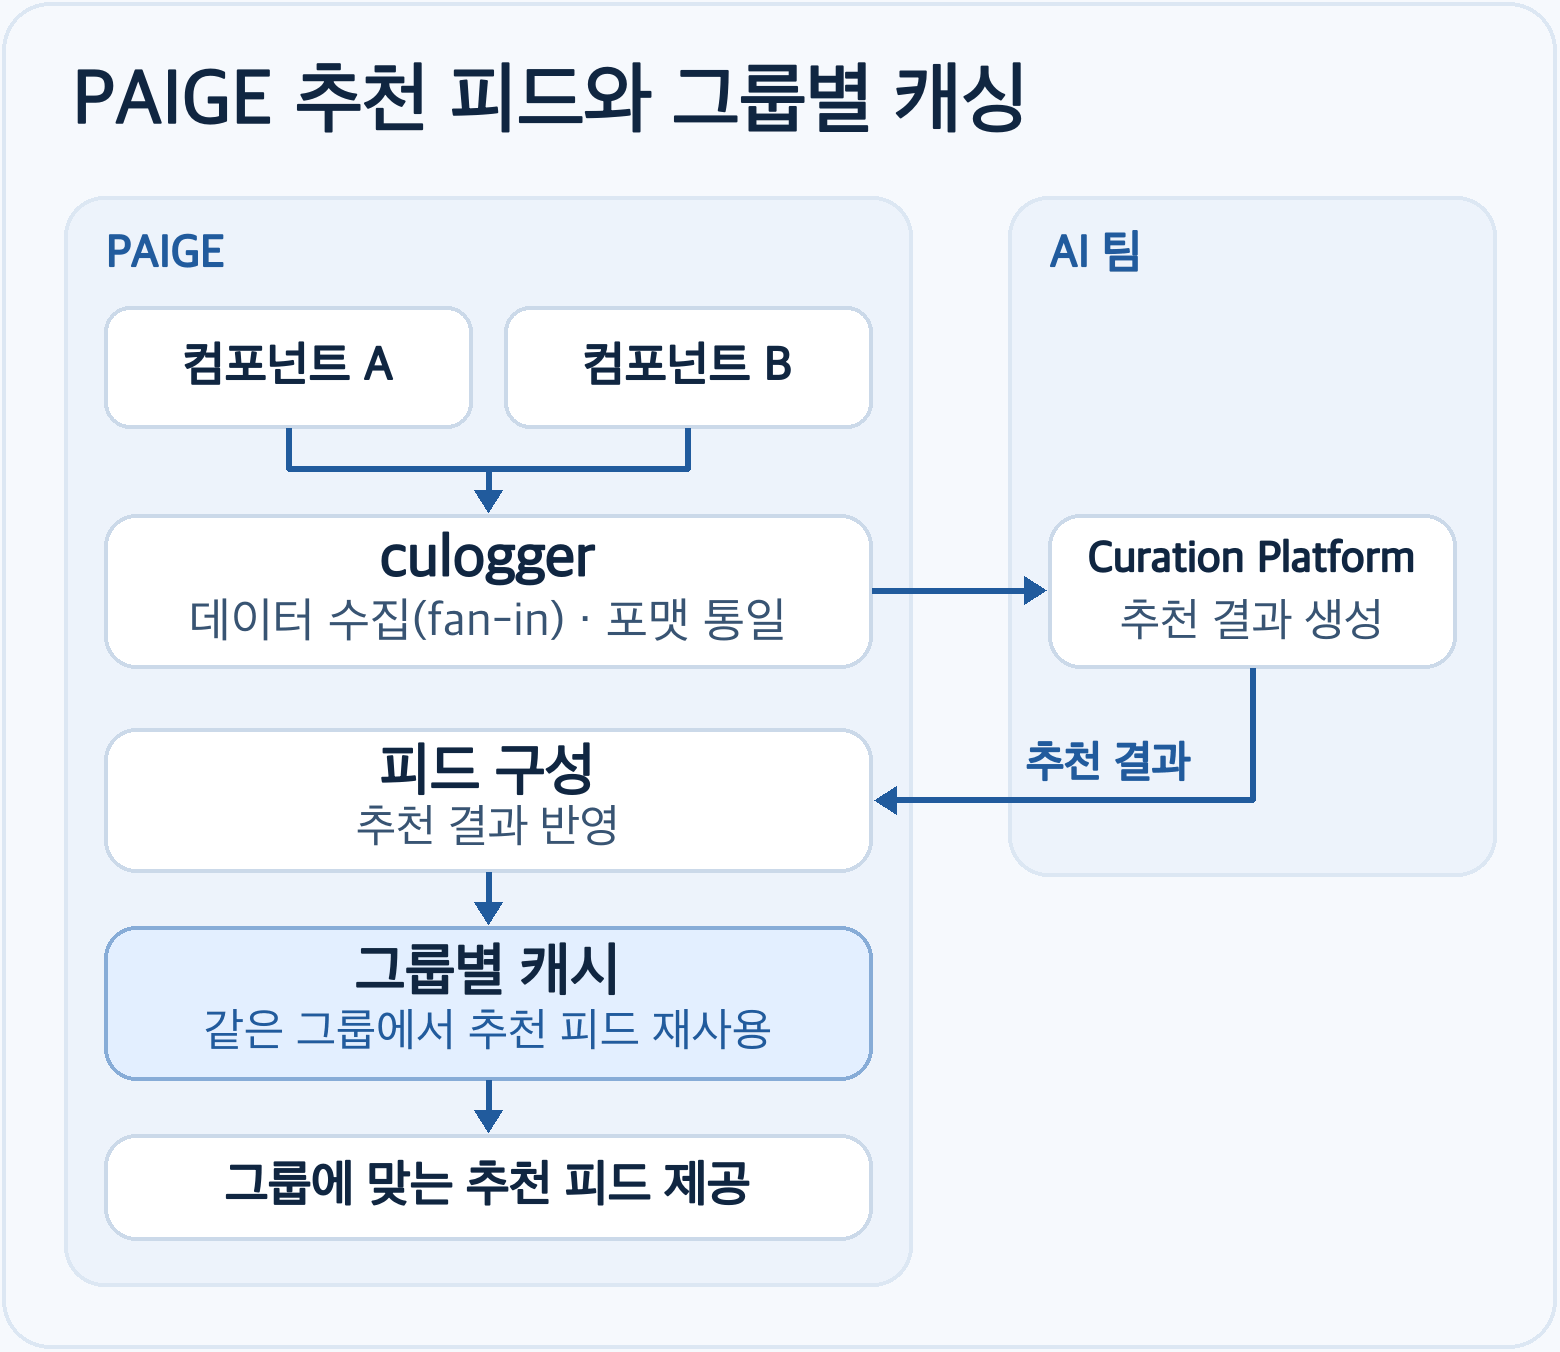 PAIGE 추천 피드와 그룹별 캐싱
PAIGE
AI 팀
컴포넌트 A
컴포넌트 B
culogger
데이터 수집(fan-in) · 포맷 통일
Curation Platform
추천 결과 생성
피드 구성
추천 결과 반영
추천 결과
그룹별 캐시
같은 그룹에서 추천 피드 재사용
그룹에 맞는 추천 피드 제공